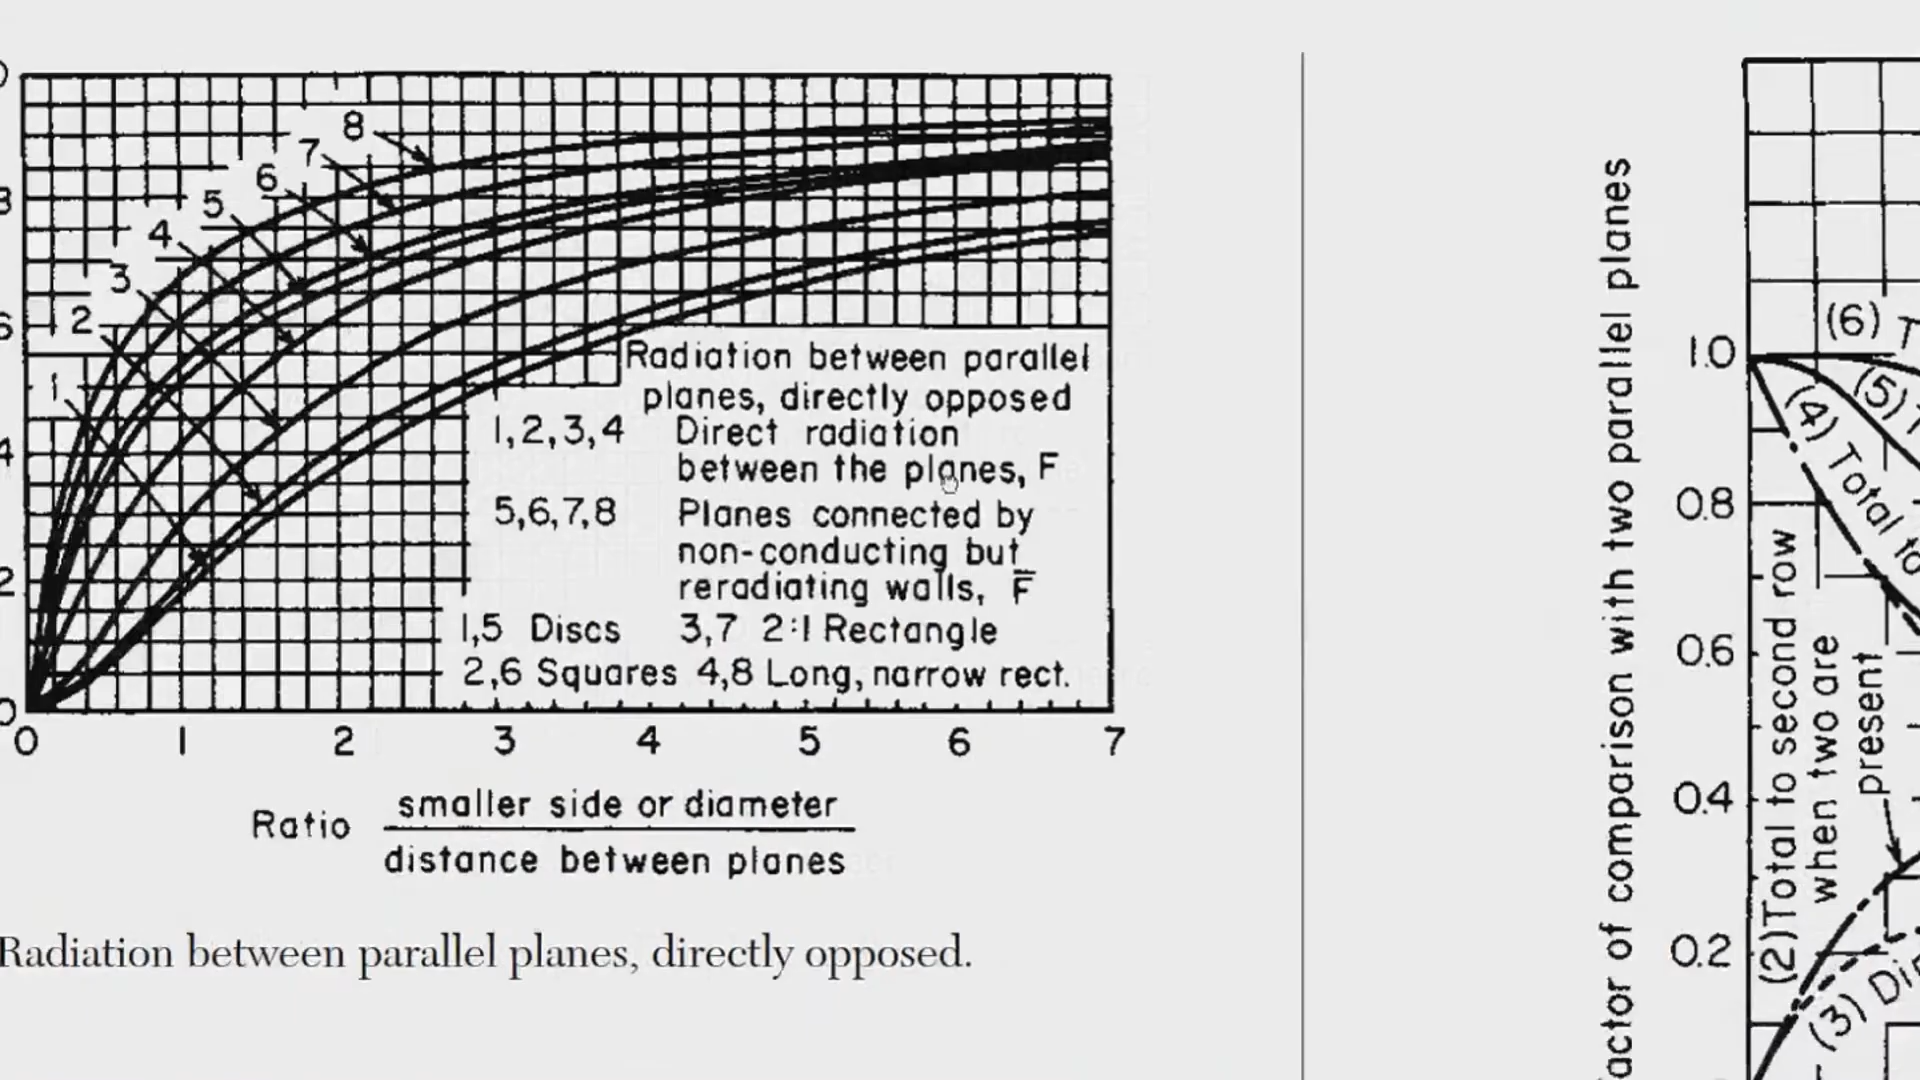 8
7
6
5
4
3
2
1
Radiation between parallel
planes, directly opposed
1,2,3,4 Direct radiation
between the planes, F
5,6,7,8 Planes connected by
non-conducting but
reradiating walls, F̅
1,5 Discs 3,7 2:1 Rectangle
2,6 Squares 4,8 Long, narrow rect.
0 1 2 3 4 5 6 7
Ratio smaller side or diameter
distance between planes
Radiation between parallel planes, directly opposed.
factor of comparison with two parallel planes
1.0
0.8
0.6
0.4
0.2
(6) T
(5) T
(4) Total to
(2) Total to second row
when two are
present
(3) Dir